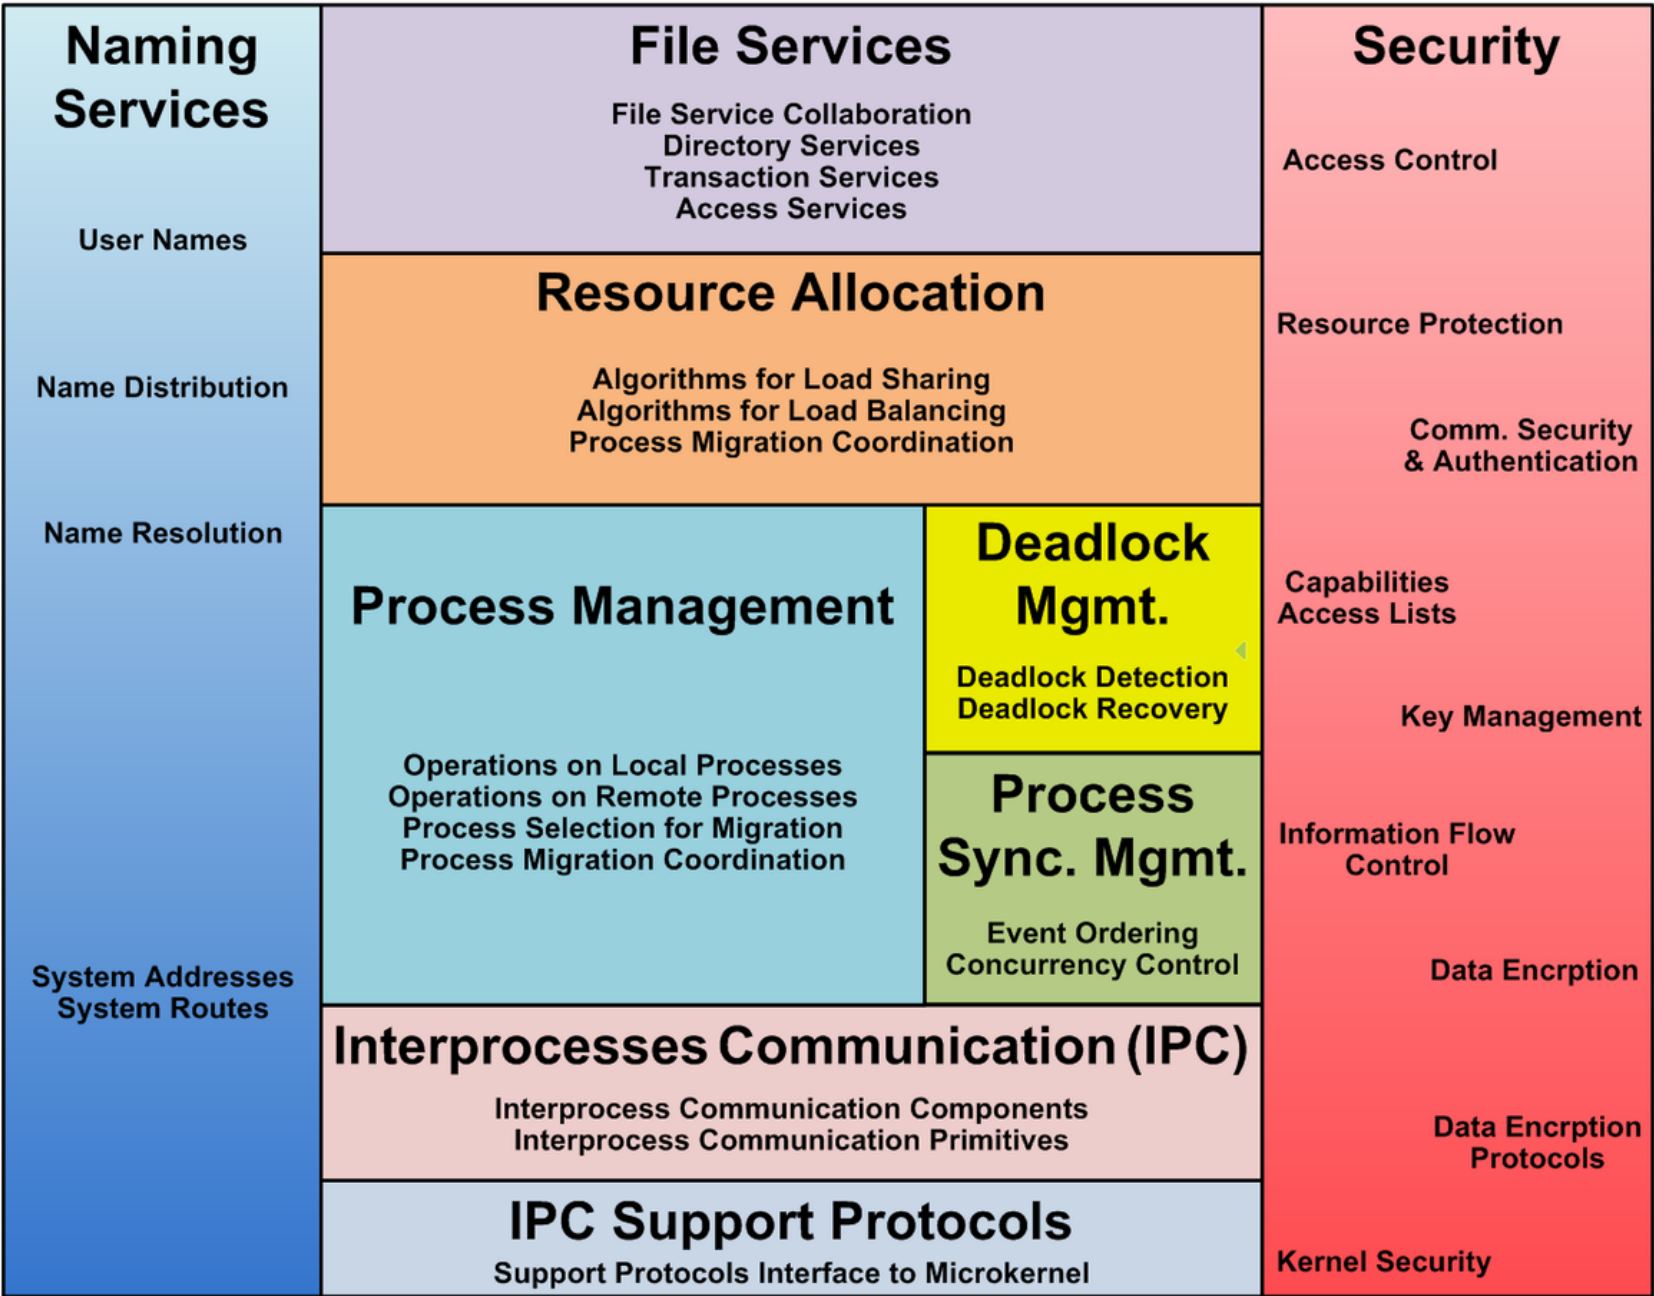 Naming
Services
User Names
Name Distribution
Name Resolution
System Addresses
System Routes
File Services
File Service Collaboration
Directory Services
Transaction Services
Access Services
Resource Allocation
Algorithms for Load Sharing
Algorithms for Load Balancing
Process Migration Coordination
Process Management
Operations on Local Processes
Operations on Remote Processes
Process Selection for Migration
Process Migration Coordination
Deadlock
Mgmt.
Deadlock Detection
Deadlock Recovery
Process
Sync. Mgmt.
Event Ordering
Concurrency Control
Interprocesses Communication (IPC)
Interprocess Communication Components
Interprocess Communication Primitives
IPC Support Protocols
Support Protocols Interface to Microkernel
Security
Access Control
Resource Protection
Comm. Security
& Authentication
Capabilities
Access Lists
Key Management
Information Flow
Control
Data Encrption
Data Encrption
Protocols
Kernel Security